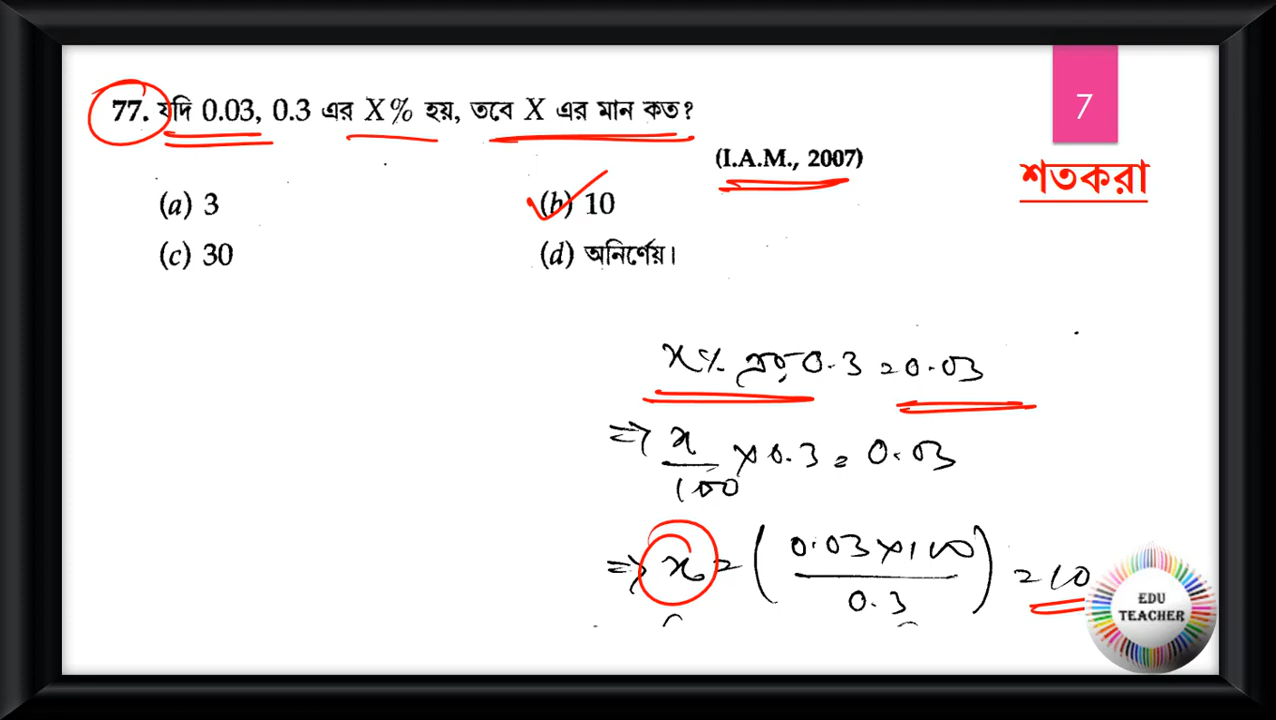 77. যদি 0.03, 0.3 এর X% হয়, তবে X এর মান কত?
(I.A.M., 2007)
7
শতকরা
(a) 3
(b) 10
(c) 30
(d) অনির্ণেয়।
x% এর 0.3 = 0.03
⇒ x/100 × 0.3 = 0.03
⇒ x = (0.03×100/0.3) = 10
EDU
TEACHER